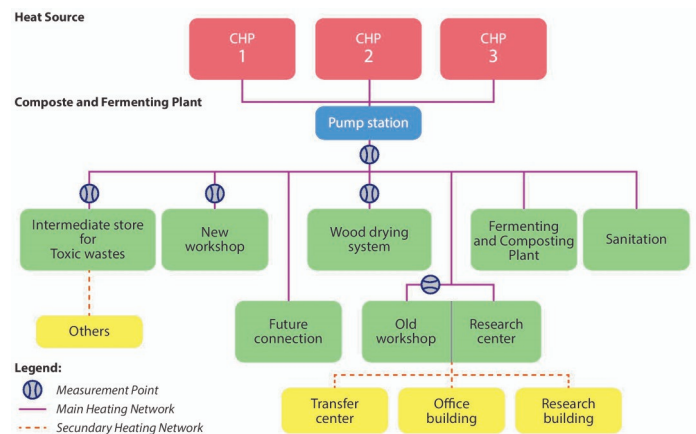 Heat Source
CHP
1
CHP
2
CHP
3
Composte and Fermenting Plant
Pump station
Intermediate store
for
Toxic wastes
New
workshop
Wood drying
system
Fermenting
and Composting
Plant
Sanitation
Others
Future
connection
Old
workshop
Research
center
Legend:
Measurement Point
Main Heating Network
Secundary Heating Network
Transfer
center
Office
building
Research
building